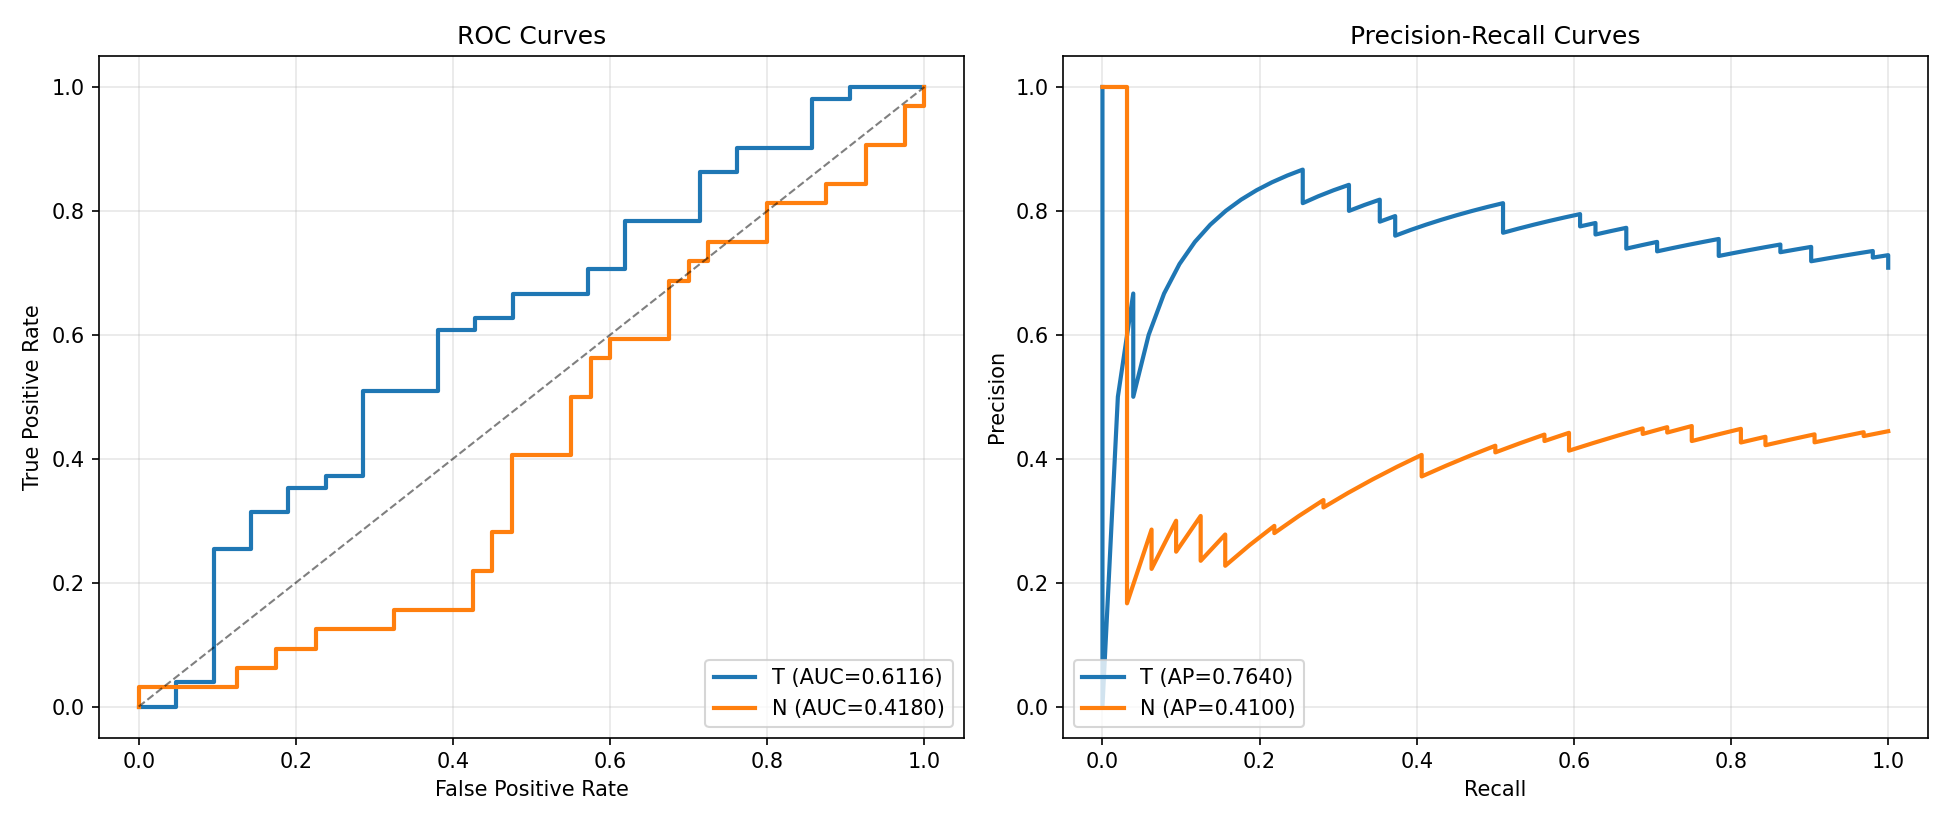 ROC Curves
1.0
0.8
0.6
0.4
0.2
0.0
True Positive Rate
0.0 0.2 0.4 0.6 0.8 1.0
False Positive Rate
T (AUC=0.6116)
N (AUC=0.4180)
Precision-Recall Curves
1.0
0.8
0.6
0.4
0.2
0.0
Precision
0.0 0.2 0.4 0.6 0.8 1.0
Recall
T (AP=0.7640)
N (AP=0.4100)